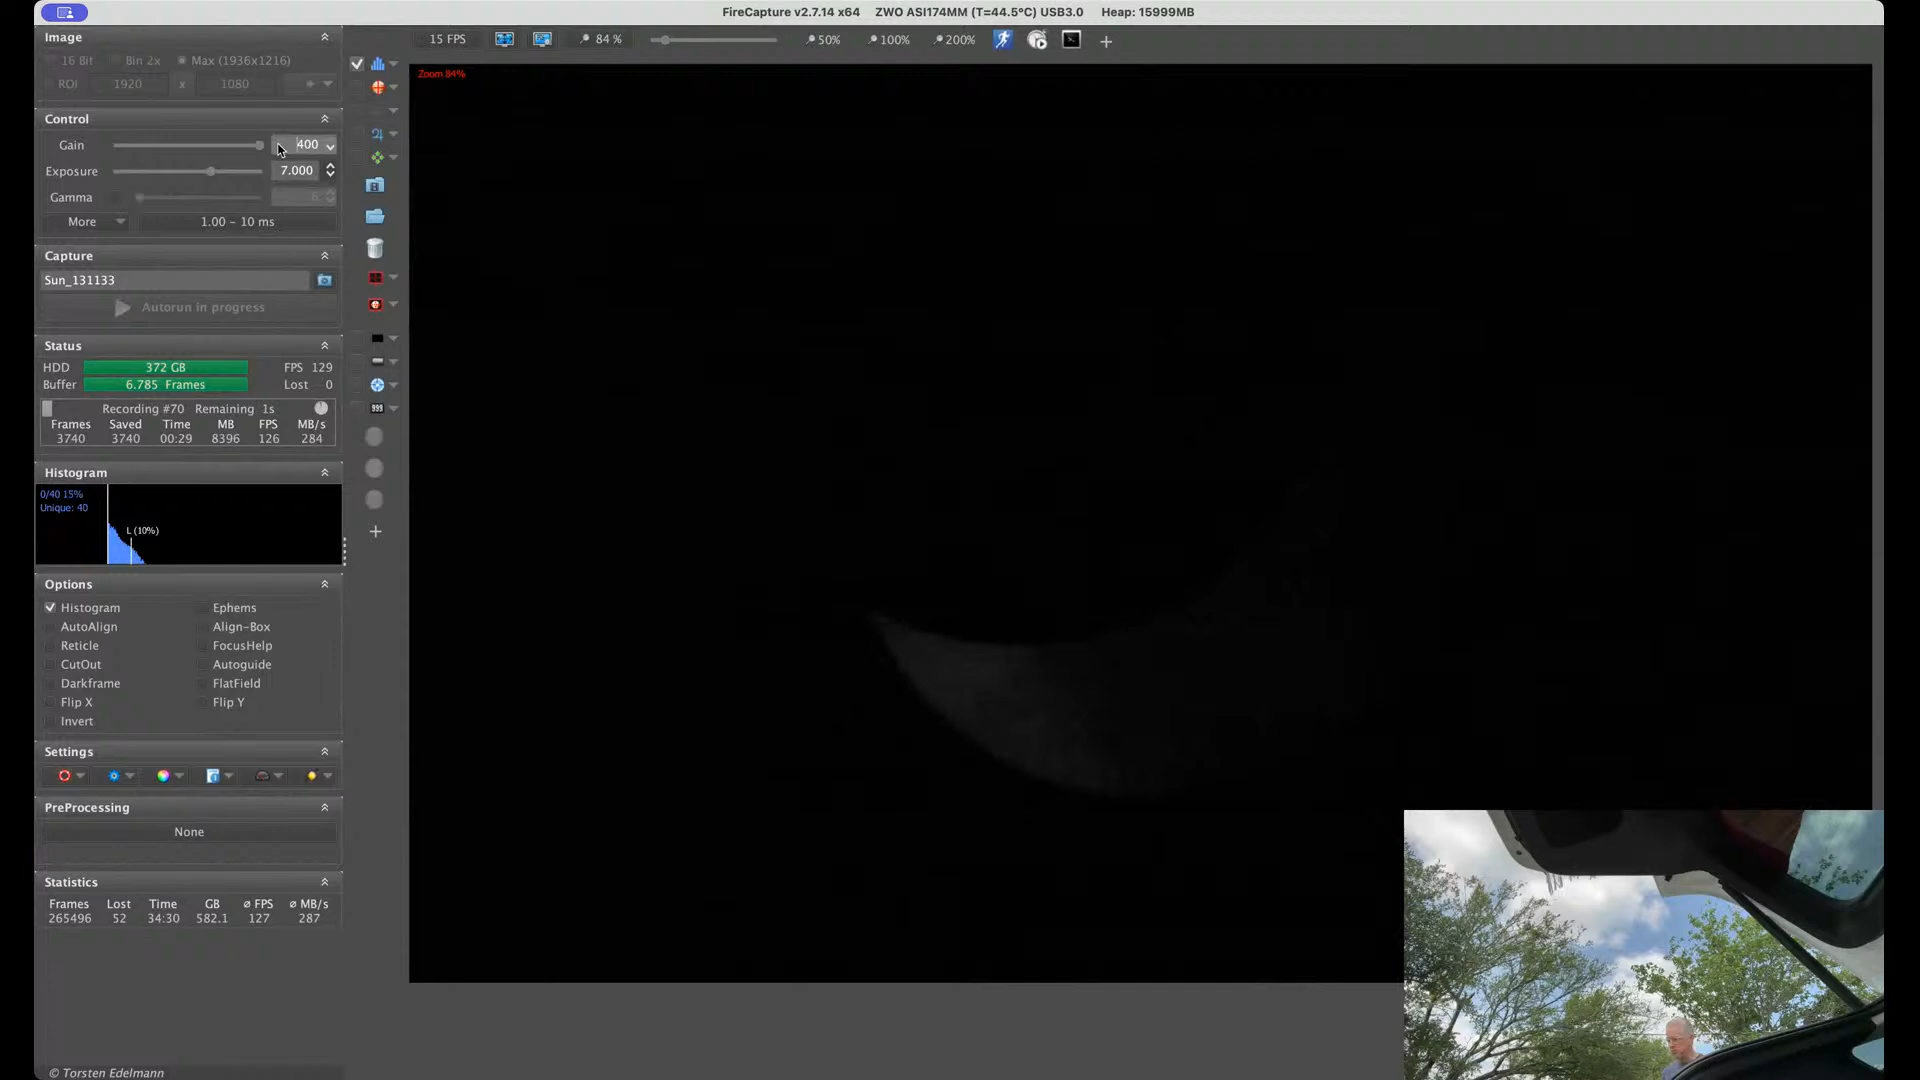 FireCapture v2.7.14 x64 ZWO ASI174MM (T=44.5°C) USB3.0 Heap: 15999MB
Image
15 FPS 84 % 50% 100% 200%
16 Bit Bin 2x Max (1936x1216)
ROI 1920 x 1080
Zoom 84%
Control
Gain 400
Exposure 7.000
Gamma
More 1.00 - 10 ms
Capture
Sun_131133
Autorun in progress
Status
HDD 372 GB FPS 129
Buffer 6.785 Frames Lost 0
Recording #70 Remaining 1s
Frames Saved Time MB FPS MB/s
3740 3740 00:29 8396 126 284
999
Histogram
0/40 15%
Unique: 40
L (10%)
Options
Histogram Ephems
AutoAlign Align-Box
Reticle FocusHelp
CutOut Autoguide
Darkframe FlatField
Flip X Flip Y
Invert
Settings
PreProcessing
None
Statistics
Frames Lost Time GB ø FPS ø MB/s
265496 52 34:30 582.1 127 287
© Torsten Edelmann